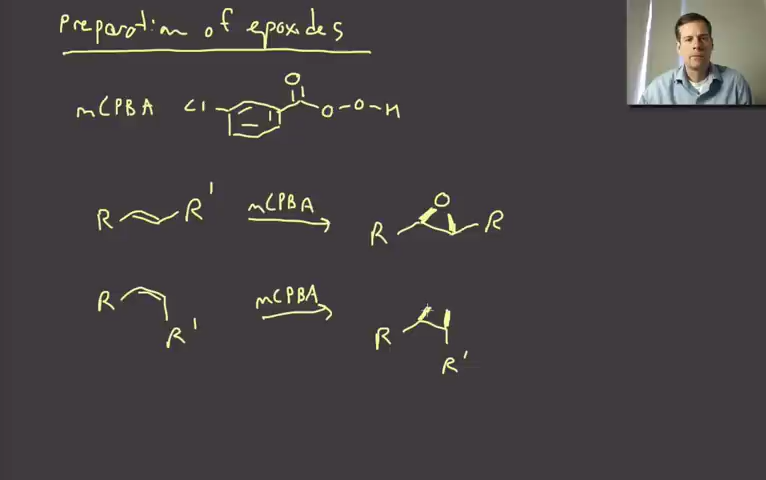 Preparation of epoxides
mCPBA Cl O O-O-H
R R' mCPBA R O R
R R' mCPBA R R'